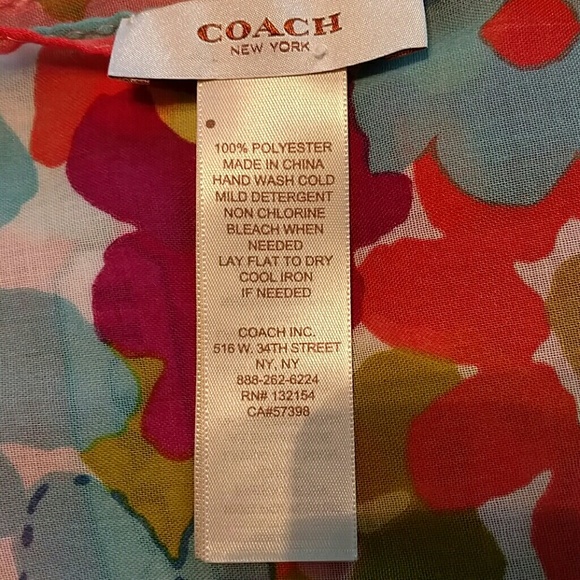 COACH
NEW YORK
100% POLYESTER
MADE IN CHINA
HAND WASH COLD
MILD DETERGENT
NON CHLORINE
BLEACH WHEN
NEEDED
LAY FLAT TO DRY
COOL IRON
IF NEEDED
COACH INC.
516 W. 34TH STREET
NY, NY
888-262-6224
RN# 132154
CA#57398